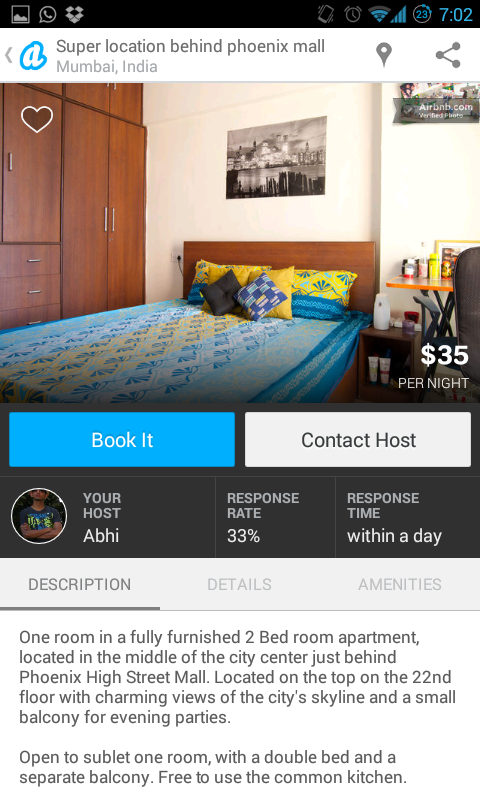 23 7:02
Super location behind phoenix mall
Mumbai, India
Airbnb.com
Verified Photo
$35
PER NIGHT
Book It
Contact Host
YOUR
HOST
Abhi
RESPONSE
RATE
33%
RESPONSE
TIME
within a day
DESCRIPTION DETAILS AMENITIES
One room in a fully furnished 2 Bed room apartment,
located in the middle of the city center just behind
Phoenix High Street Mall. Located on the top on the 22nd
floor with charming views of the city's skyline and a small
balcony for evening parties.
Open to sublet one room, with a double bed and a
separate balcony. Free to use the common kitchen.